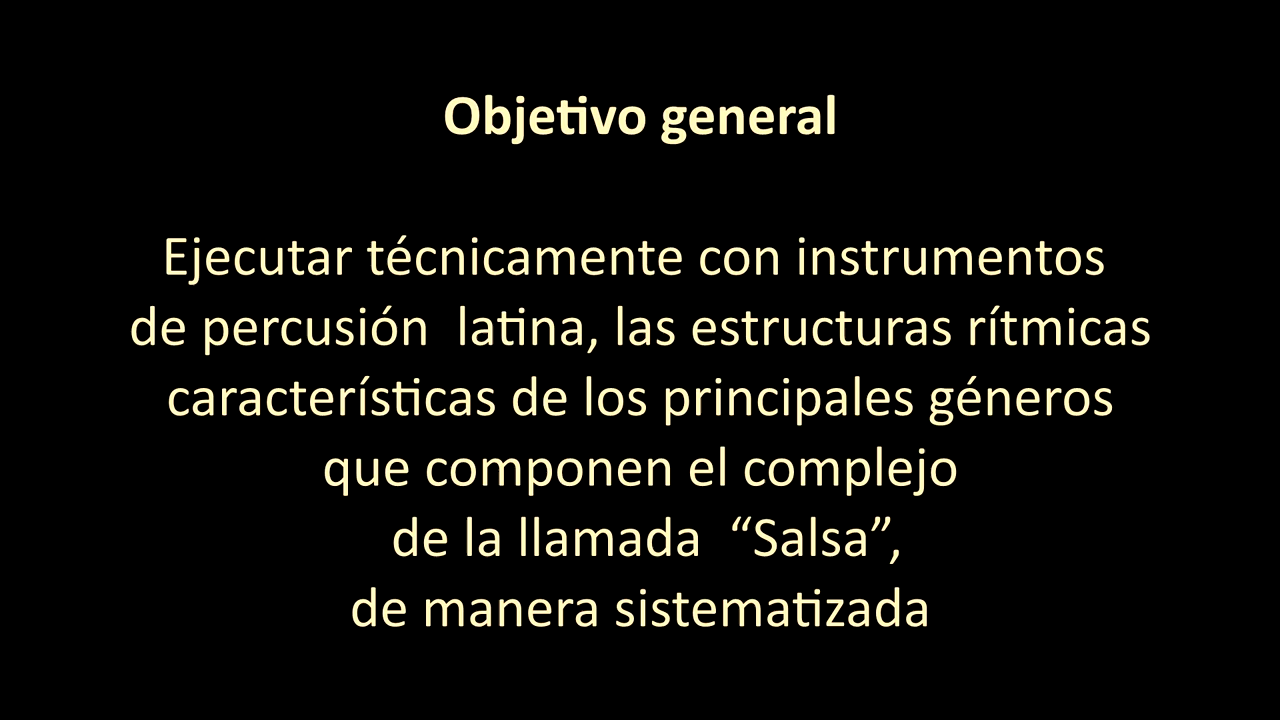 Objetivo general
Ejecutar técnicamente con instrumentos
de percusión  latina, las estructuras rítmicas
características de los principales géneros
que componen el complejo
de la llamada  “Salsa”,
de manera sistematizada